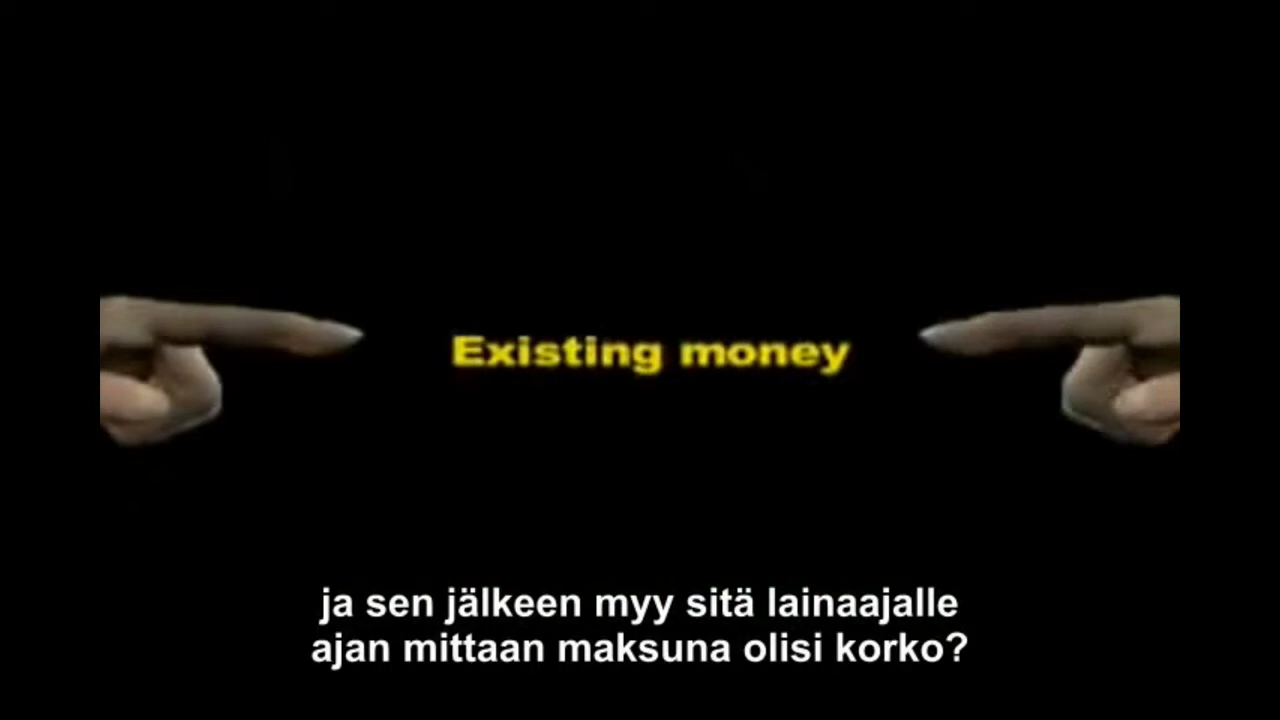 Existing money
ja sen jälkeen myy sitä lainaajalle
ajan mittaan maksuna olisi korko?